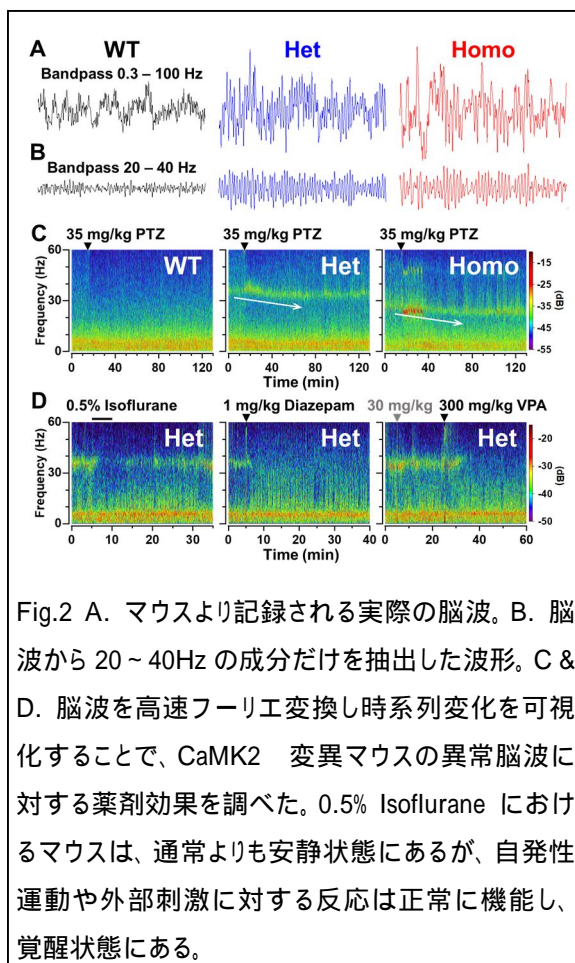 A WT Het Homo
Bandpass 0.3 – 100 Hz
B Bandpass 20 – 40 Hz
C 35 mg/kg PTZ 35 mg/kg PTZ 35 mg/kg PTZ
WT Het Homo
Frequency (Hz)
60
30
0
0 40 80 120 0 40 80 120 0 40 80 120
Time (min) Time (min) Time (min)
-15
-25
-35
-45
-55
(dB)
D 0.5% Isoflurane 1 mg/kg Diazepam 30 mg/kg 300 mg/kg VPA
Het Het Het
Frequency (Hz)
60
30
0
0 10 20 30 0 10 20 30 40 0 20 40 60
Time (min)
-20
-30
-40
-50
(dB)
Fig.2 A. マウスより記録される実際の脳波。B. 脳
波から 20 ~ 40Hz の成分だけを抽出した波形。C &
D. 脳波を高速フーリエ変換し時系列変化を可視
化することで、CaMK2 変異マウスの異常脳波に
対する薬剤効果を調べた。0.5% Isoflurane におけ
るマウスは、通常よりも安静状態にあるが、自発性
運動や外部刺激に対する反応は正常に機能し、
覚醒状態にある。